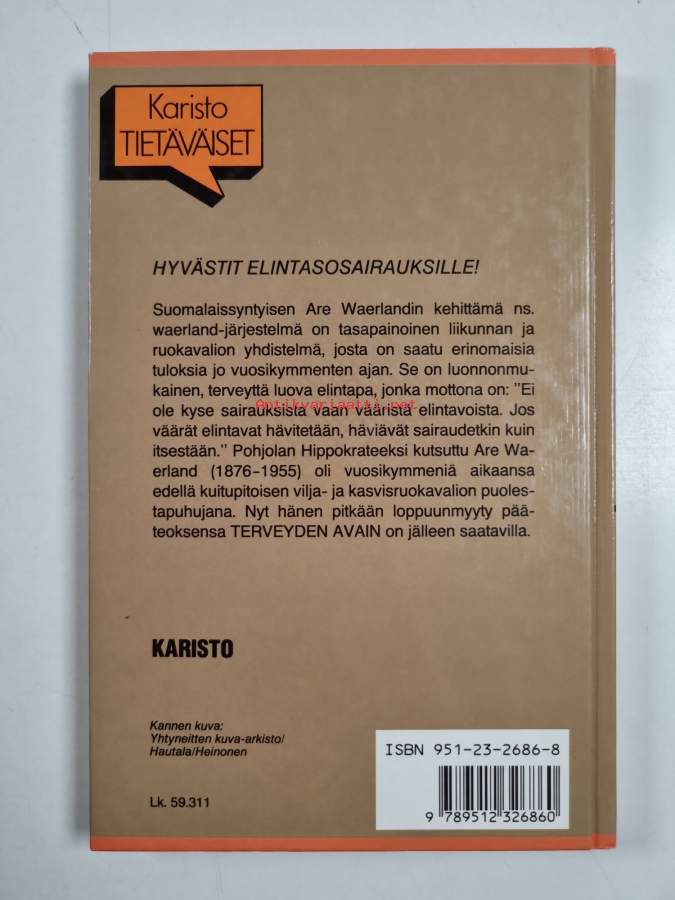 Karisto
TIETÄVÄISET
HYVÄSTIT ELINTASOSAIRAUKSILLE!
Suomalaissyntyisen Are Waerlandin kehittämä ns.
waerland-järjestelmä on tasapainoinen liikunnan ja
ruokavalion yhdistelmä, josta on saatu erinomaisia
tuloksia jo vuosikymmenten ajan. Se on luonnonmu-
kainen, terveyttä luova elintapa, jonka mottona on: "Ei
ole kyse sairauksista vaan vääristä elintavoista. Jos
väärät elintavat hävitetään, häviävät sairaudetkin kuin
itsestään." Pohjolan Hippokrateeksi kutsuttu Are Wa-
erland (1876–1955) oli vuosikymmeniä aikaansa
edellä kuitupitoisen vilja- ja kasvisruokavalion puoles-
tapuhujana. Nyt hänen pitkään loppuunmyyty pää-
teoksensa TERVEYDEN AVAIN on jälleen saatavilla.
Antikvariaatti.net
KARISTO
Kannen kuva:
Yhtyneitten kuva-arkisto/
Hautala/Heinonen
Lk. 59.311
ISBN 951-23-2686-8
9 789512 326860